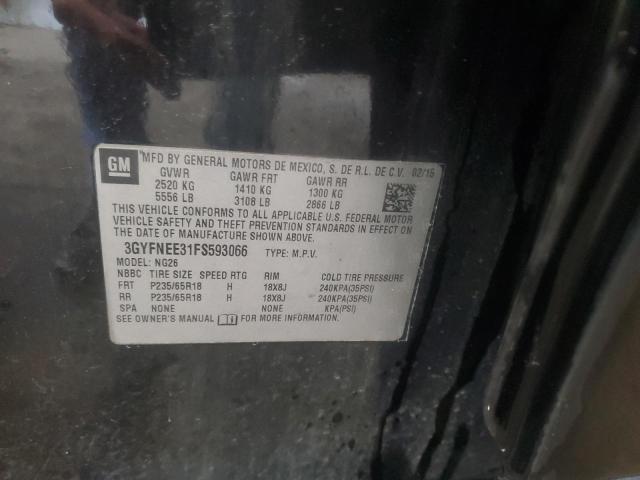 GM
MFD BY GENERAL MOTORS DE MEXICO, S. DE R.L. DE C.V. 02/15
GVWR GAWR FRT GAWR RR
2520 KG 1410 KG 1300 KG
5556 LB 3108 LB 2866 LB
THIS VEHICLE CONFORMS TO ALL APPLICABLE U.S. FEDERAL MOTOR
VEHICLE SAFETY AND THEFT PREVENTION STANDARDS IN EFFECT ON
THE DATE OF MANUFACTURE SHOWN ABOVE.
3GYFNEE31FS593066 TYPE: M.P.V.
MODEL: NG26
NBBC TIRE SIZE SPEED RTG RIM COLD TIRE PRESSURE
FRT P235/65R18 H 18X8J 240KPA(35PSI)
RR P235/65R18 H 18X8J 240KPA(35PSI)
SPA NONE NONE KPA(PSI)
SEE OWNER'S MANUAL FOR MORE INFORMATION.